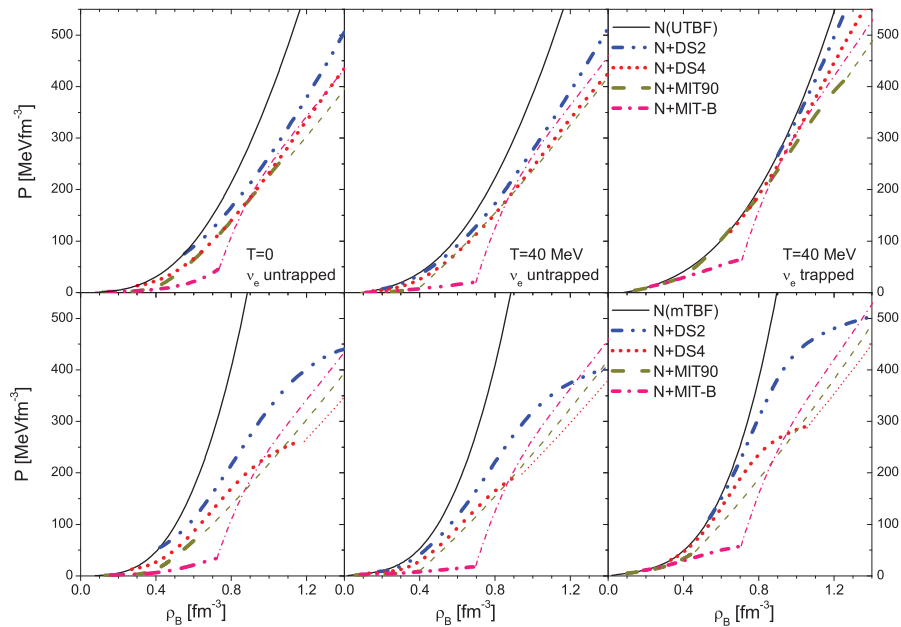 500
400
300
200
100
0
P [MeVfm-3]
T=0
νe untrapped
T=40 MeV
νe untrapped
N(UTBF)
N+DS2
N+DS4
N+MIT90
N+MIT-B
T=40 MeV
νe trapped
500
400
300
200
100
0
500
400
300
200
100
0
P [MeVfm-3]
N(mTBF)
N+DS2
N+DS4
N+MIT90
N+MIT-B
500
400
300
200
100
0
0.0 0.4 0.8 1.2 0.0 0.4 0.8 1.2 0.0 0.4 0.8 1.2
ρB [fm-3] ρB [fm-3] ρB [fm-3]